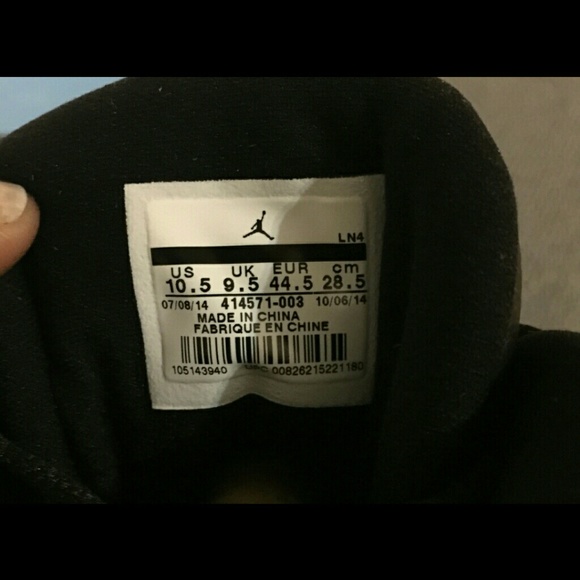 LN4
US UK EUR cm
10.5 9.5 44.5 28.5
07/08/14 414571-003 10/06/14
MADE IN CHINA
FABRIQUE EN CHINE
105143940 UPC 00826215221180